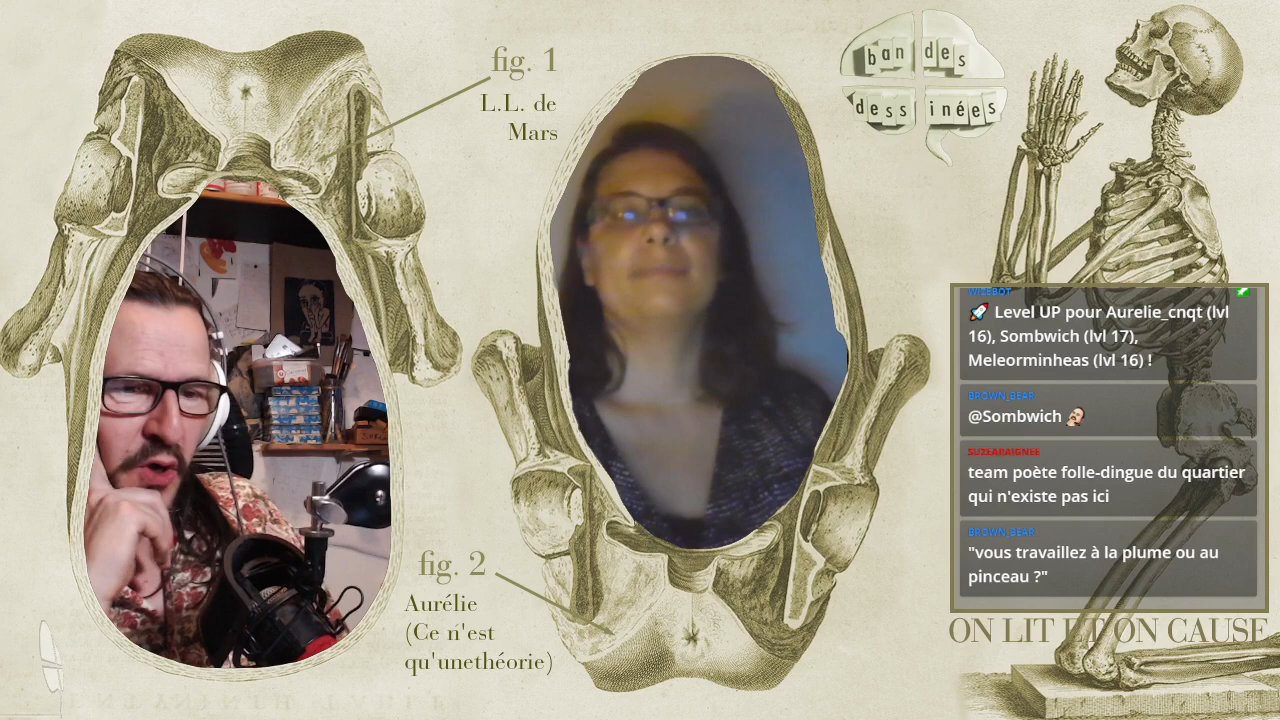 fig. 1
L.L. de
Mars
ban des
dess inées
WIZEBOT
🚀 Level UP pour Aurelie_cnqt (lvl
16), Sombwich (lvl 17),
Meleorminheas (lvl 16) !
BROWN_BEAR
@Sombwich
SUZEARAIGNEE
team poète folle-dingue du quartier
qui n'existe pas ici
BROWN_BEAR
"vous travaillez à la plume ou au
pinceau ?"
fig. 2
Aurélie
(Ce n'est
qu'unethéorie)
ON LIT ET ON CAUSE